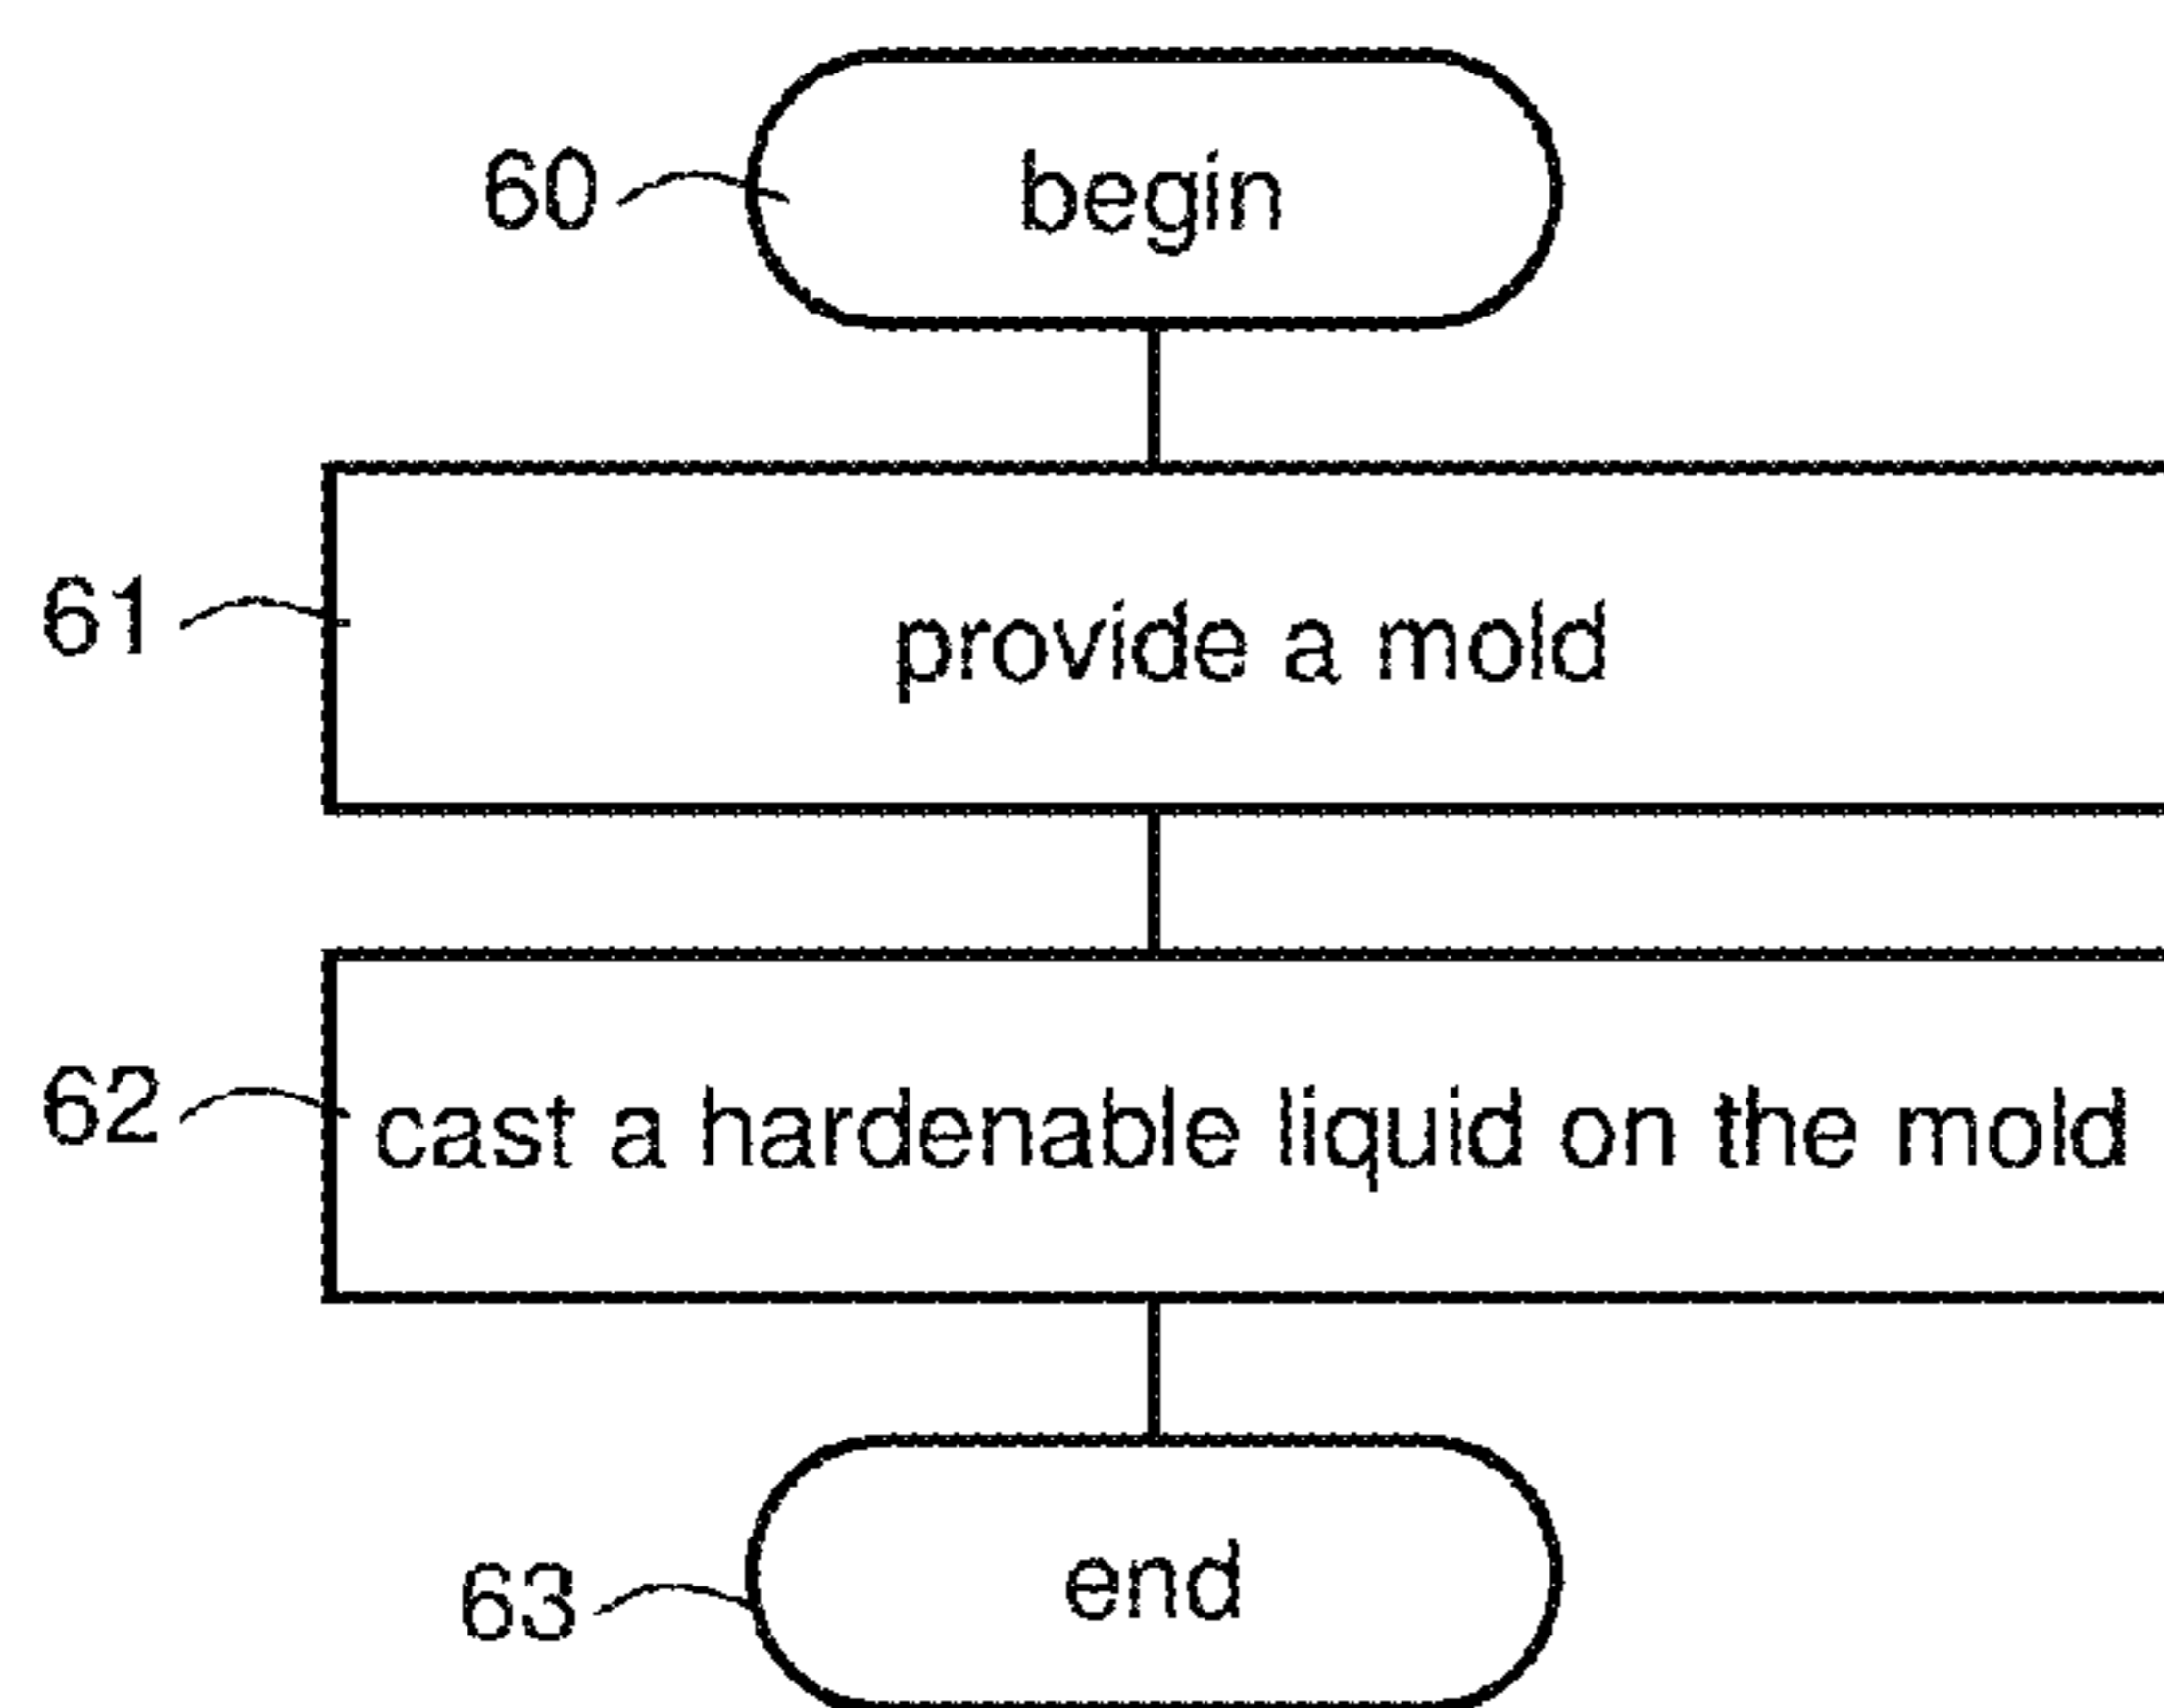 60 begin
61 provide a mold
62 cast a hardenable liquid on the mold
63 end